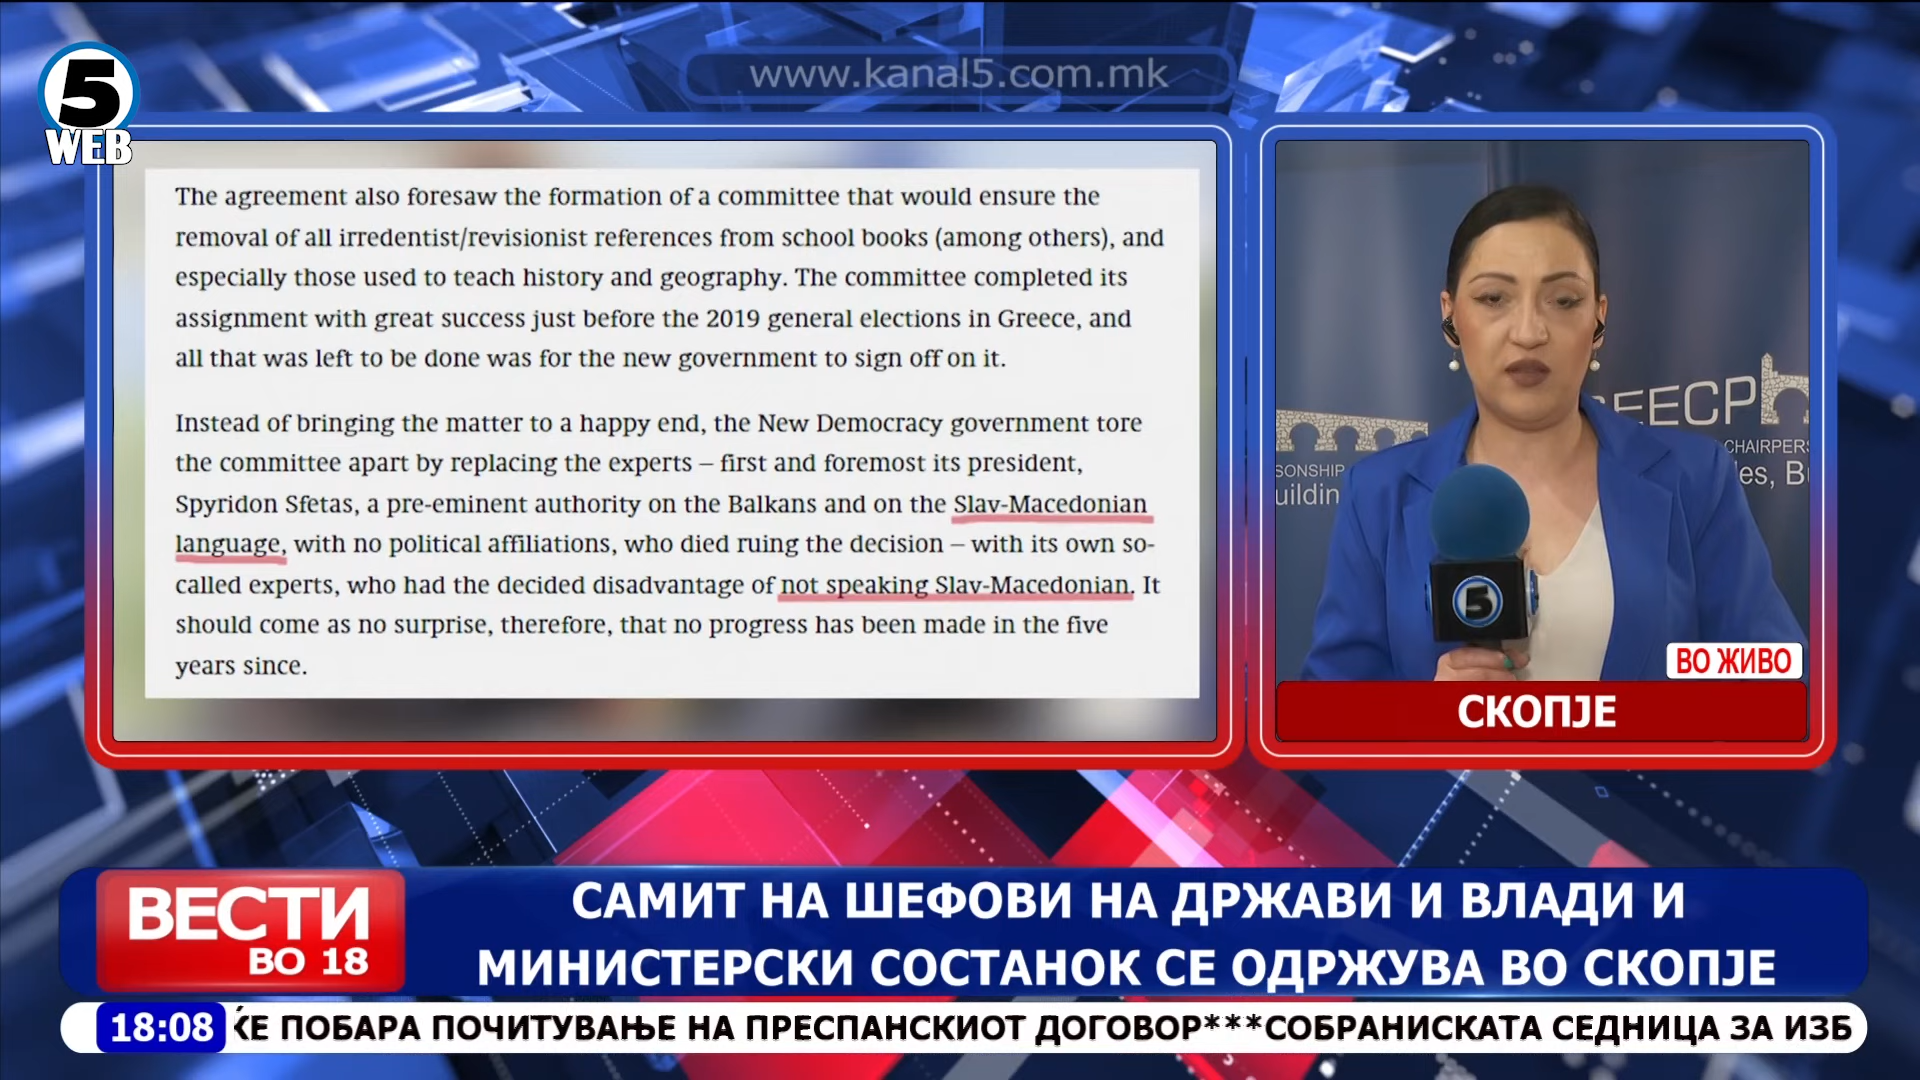 5
WEB
www.kanal5.com.mk
The agreement also foresaw the formation of a committee that would ensure the
removal of all irredentist/revisionist references from school books (among others), and
especially those used to teach history and geography. The committee completed its
assignment with great success just before the 2019 general elections in Greece, and
all that was left to be done was for the new government to sign off on it.
Instead of bringing the matter to a happy end, the New Democracy government tore
the committee apart by replacing the experts – first and foremost its president,
Spyridon Sfetas, a pre-eminent authority on the Balkans and on the Slav-Macedonian
language, with no political affiliations, who died ruing the decision – with its own so-
called experts, who had the decided disadvantage of not speaking Slav-Macedonian. It
should come as no surprise, therefore, that no progress has been made in the five
years since.
EECP
CHAIRPERS
SONSHIP
es, B
uildin
5
ВО ЖИВО
СКОПЈЕ
ВЕСТИ
ВО 18
САМИТ НА ШЕФОВИ НА ДРЖАВИ И ВЛАДИ И
МИНИСТЕРСКИ СОСТАНОК СЕ ОДРЖУВА ВО СКОПЈЕ
18:08
ЌЕ ПОБАРА ПОЧИТУВАЊЕ НА ПРЕСПАНСКИОТ ДОГОВОР***СОБРАНИСКАТА СЕДНИЦА ЗА ИЗБ